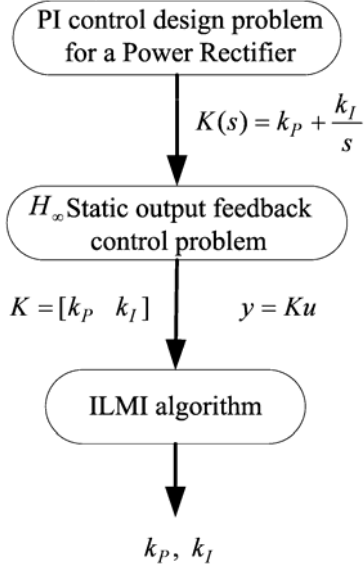 PI control design problem
for a Power Rectifier
K(s) = k_P + \frac{k_I}{s}
H_∞ Static output feedback
control problem
K = [k_P k_I] y = Ku
ILMI algorithm
k_P, k_I